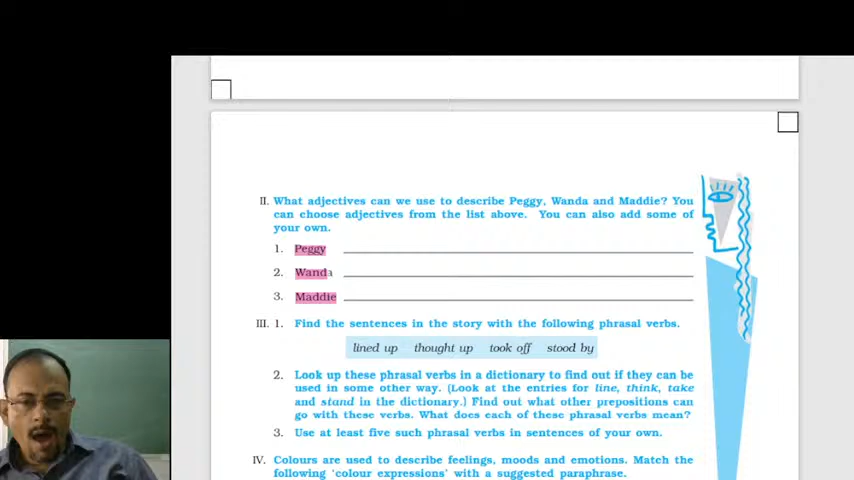 II. What adjectives can we use to describe Peggy, Wanda and Maddie? You
can choose adjectives from the list above. You can also add some of
your own.
1. Peggy
2. Wanda
3. Maddie
III. 1. Find the sentences in the story with the following phrasal verbs.
lined up thought up took off stood by
2. Look up these phrasal verbs in a dictionary to find out if they can be
used in some other way. (Look at the entries for line, think, take
and stand in the dictionary.) Find out what other prepositions can
go with these verbs. What does each of these phrasal verbs mean?
3. Use at least five such phrasal verbs in sentences of your own.
IV. Colours are used to describe feelings, moods and emotions. Match the
following 'colour expressions' with a suggested paraphrase.